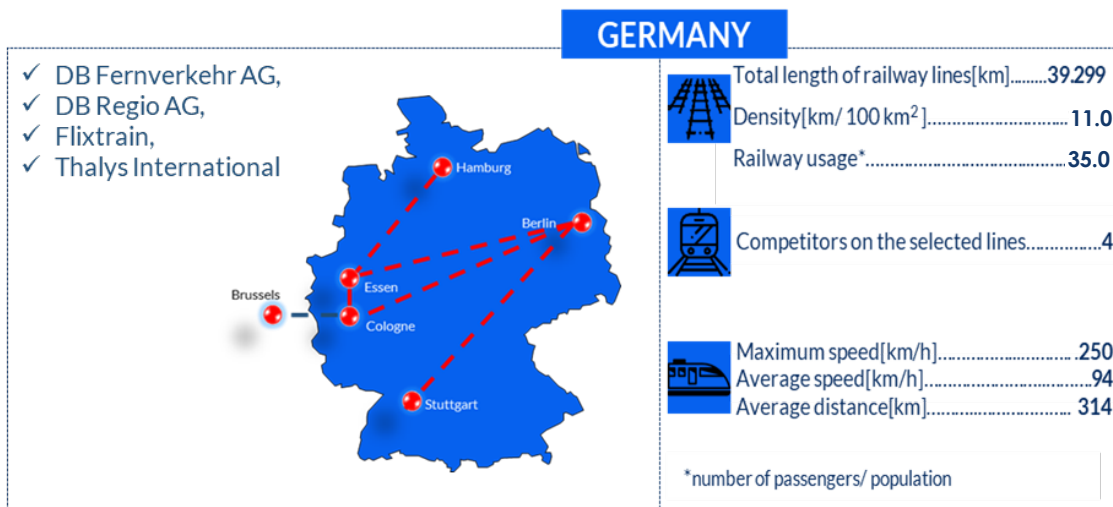 GERMANY
✓ DB Fernverkehr AG,
✓ DB Regio AG,
✓ Flixtrain,
✓ Thalys International
Hamburg
Berlin
Essen
Brussels
Cologne
Stuttgart
Total length of railway lines[km].........39.299
Density[km/ 100 km²]..............................11.0
Railway usage*............................................35.0
Competitors on the selected lines...............4
Maximum speed[km/h]..............................250
Average speed[km/h]...................................94
Average distance[km]................................314
*number of passengers/ population